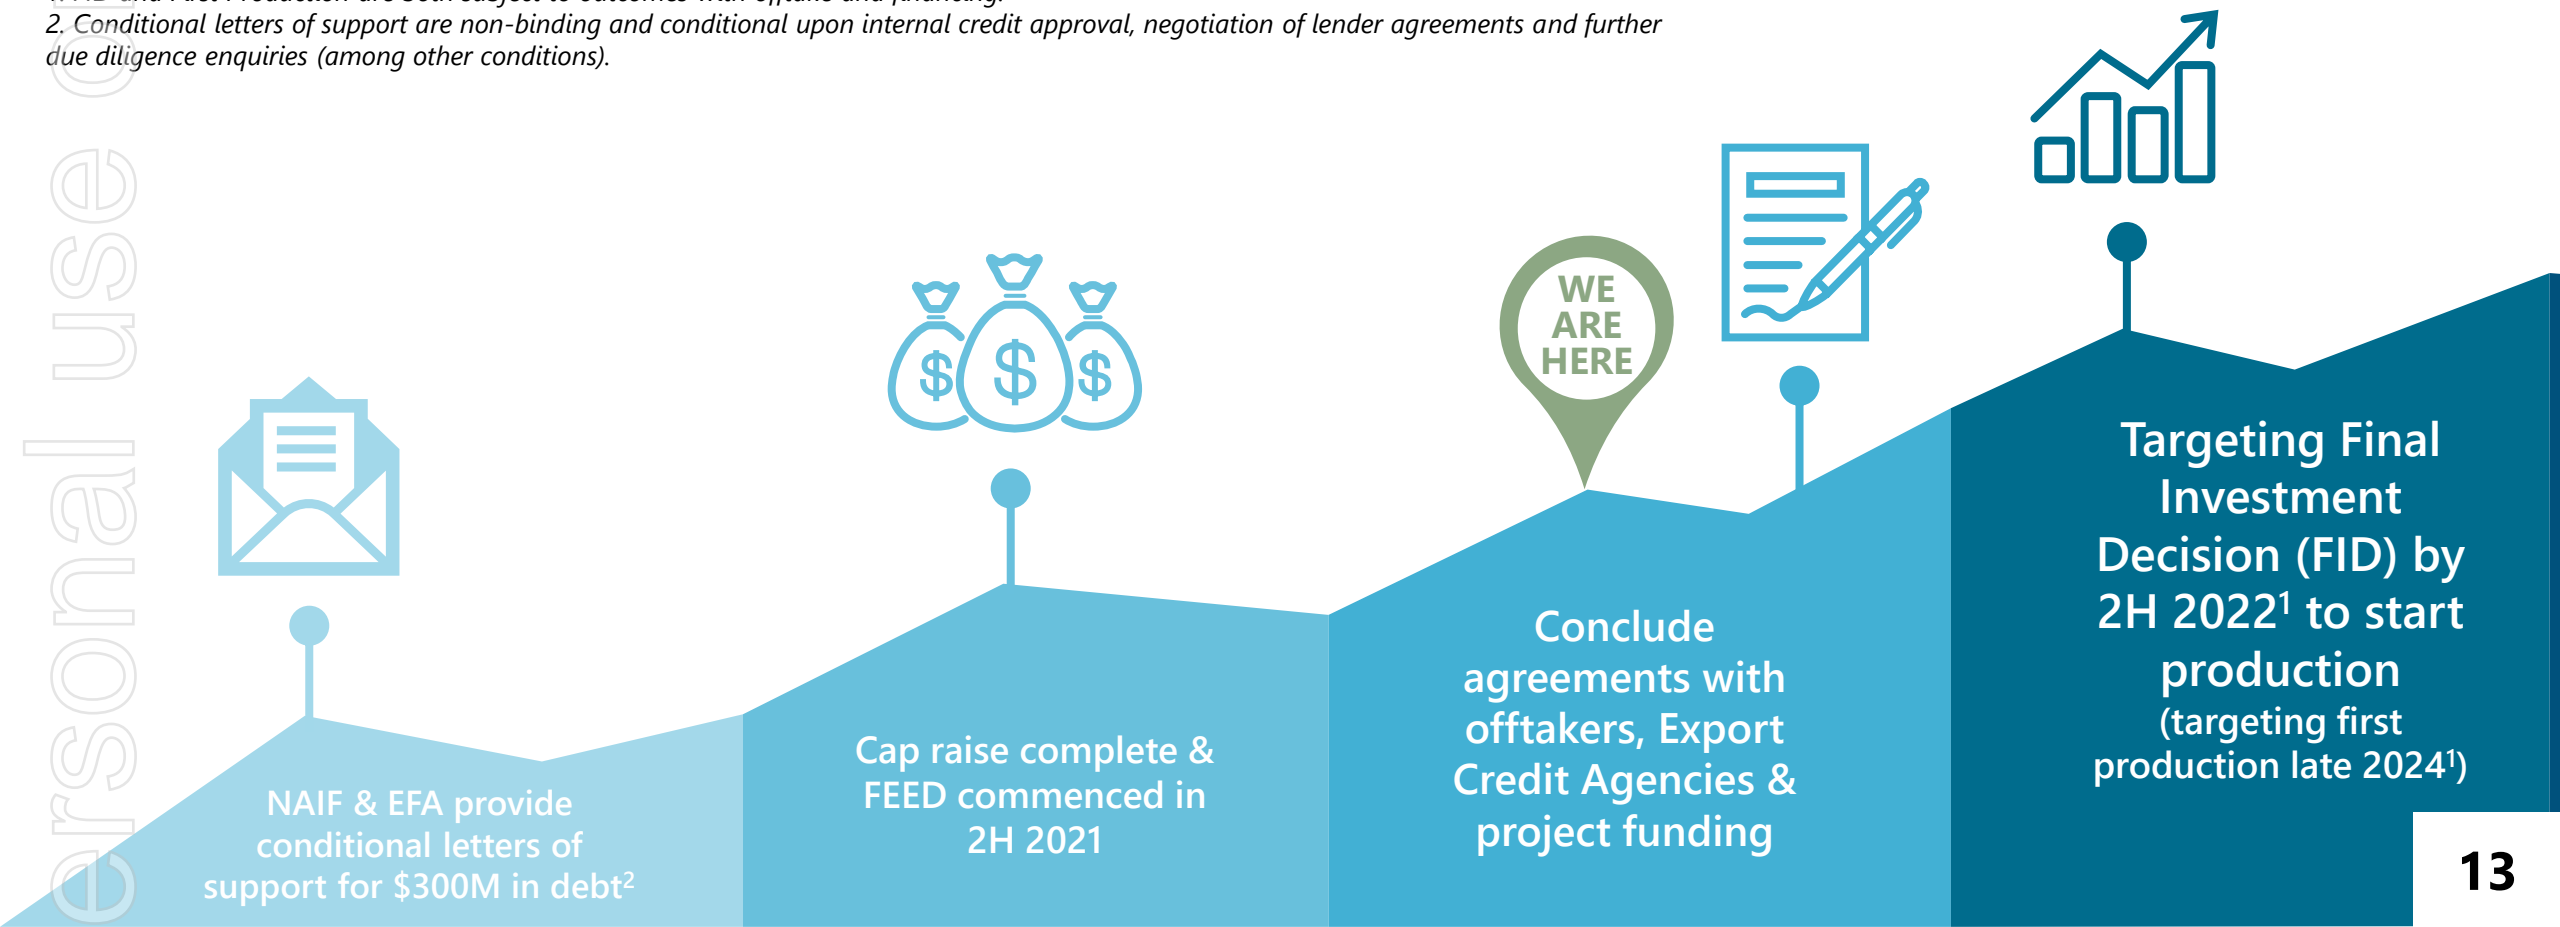 2. Conditional letters of support are non-binding and conditional upon internal credit approval, negotiation of lender agreements and further
due diligence enquiries (among other conditions).
ersonal use o
WE
ARE
HERE
NAIF & EFA provide
conditional letters of
support for $300M in debt²
Cap raise complete &
FEED commenced in
2H 2021
Conclude
agreements with
offtakers, Export
Credit Agencies &
project funding
Targeting Final
Investment
Decision (FID) by
2H 2022¹ to start
production
(targeting first
production late 2024¹)
13